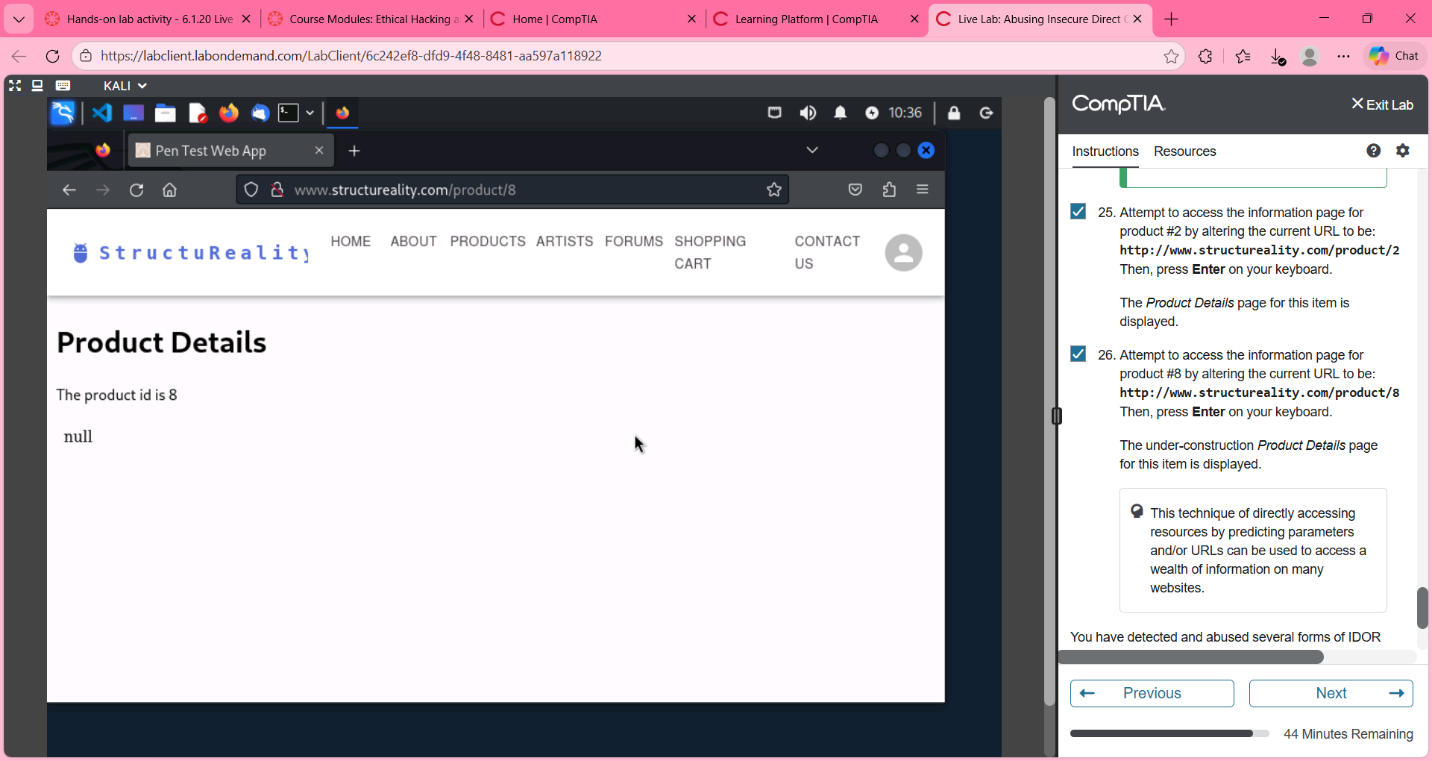 Hands-on lab activity - 6.1.20 Live
Course Modules: Ethical Hacking a
Home | CompTIA
Learning Platform | CompTIA
Live Lab: Abusing Insecure Direct
https://labclient.labondemand.com/LabClient/6c242ef8-dfd9-4f48-8481-aa597a118922
Chat
KALI
10:36
Pen Test Web App
www.structureality.com/product/8
StructuReality
HOME
ABOUT
PRODUCTS
ARTISTS
FORUMS
SHOPPING CART
CONTACT US
Product Details
The product id is 8
null
CompTIA.
Exit Lab
Instructions
Resources
25. Attempt to access the information page for
product #2 by altering the current URL to be:
http://www.structureality.com/product/2
Then, press Enter on your keyboard.
The Product Details page for this item is
displayed.
26. Attempt to access the information page for
product #8 by altering the current URL to be:
http://www.structureality.com/product/8
Then, press Enter on your keyboard.
The under-construction Product Details page
for this item is displayed.
This technique of directly accessing
resources by predicting parameters
and/or URLs can be used to access a
wealth of information on many
websites.
You have detected and abused several forms of IDOR
Previous
Next
44 Minutes Remaining